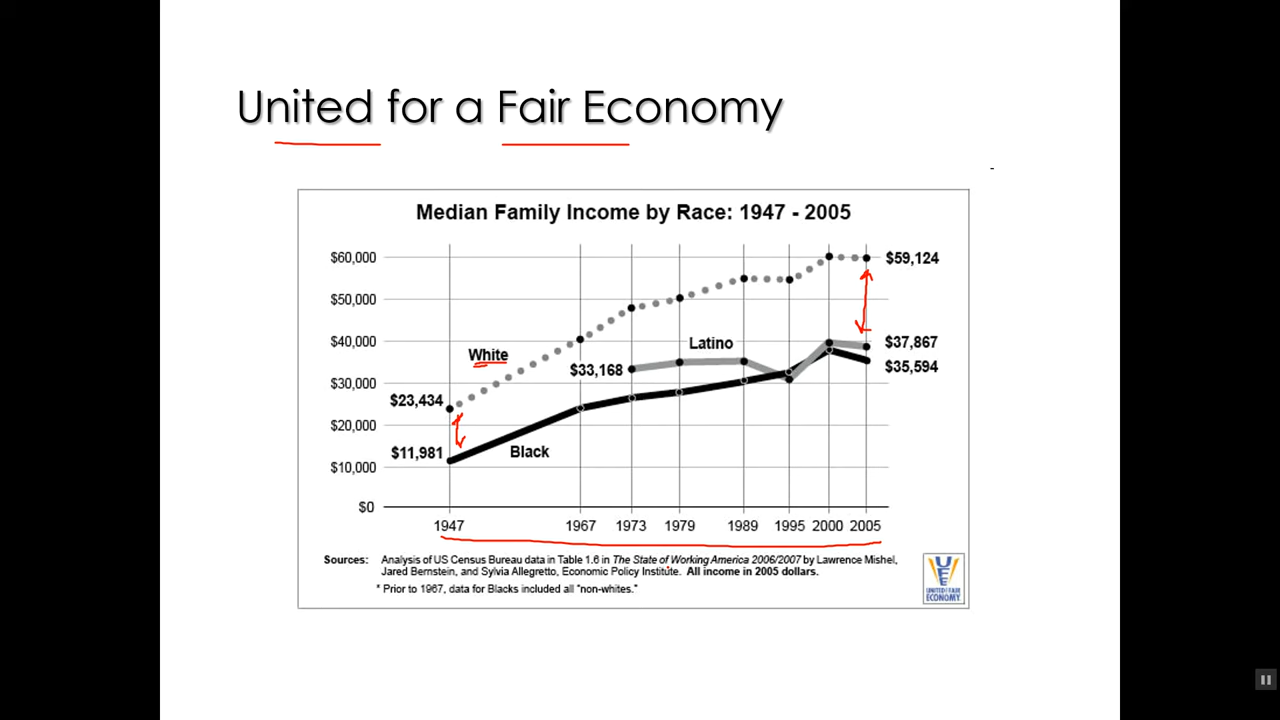 United for a Fair Economy
Median Family Income by Race: 1947 - 2005
$60,000
$59,124
$50,000
$40,000
Latino
$37,867
White
$33,168
$35,594
$30,000
$23,434
$20,000
$11,981
Black
$10,000
$0
1947 1967 1973 1979 1989 1995 2000 2005
Sources: Analysis of US Census Bureau data in Table 1.6 in The State of Working America 2006/2007 by Lawrence Mishel,
Jared Bernstein, and Sylvia Allegretto, Economic Policy Institute. All income in 2005 dollars.
* Prior to 1967, data for Blacks included all "non-whites."
UFE
UNITED FOR A FAIR
ECONOMY